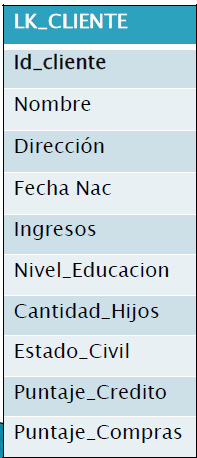 LK_CLIENTE
Id_cliente
Nombre
Dirección
Fecha Nac
Ingresos
Nivel_Educacion
Cantidad_Hijos
Estado_Civil
Puntaje_Credito
Puntaje_Compras